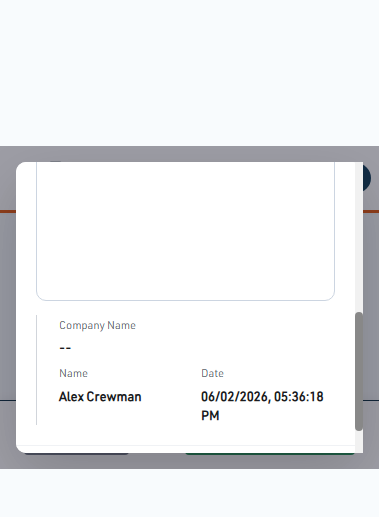 Company Name
--
Name Date
Alex Crewman 06/02/2026, 05:36:18
PM